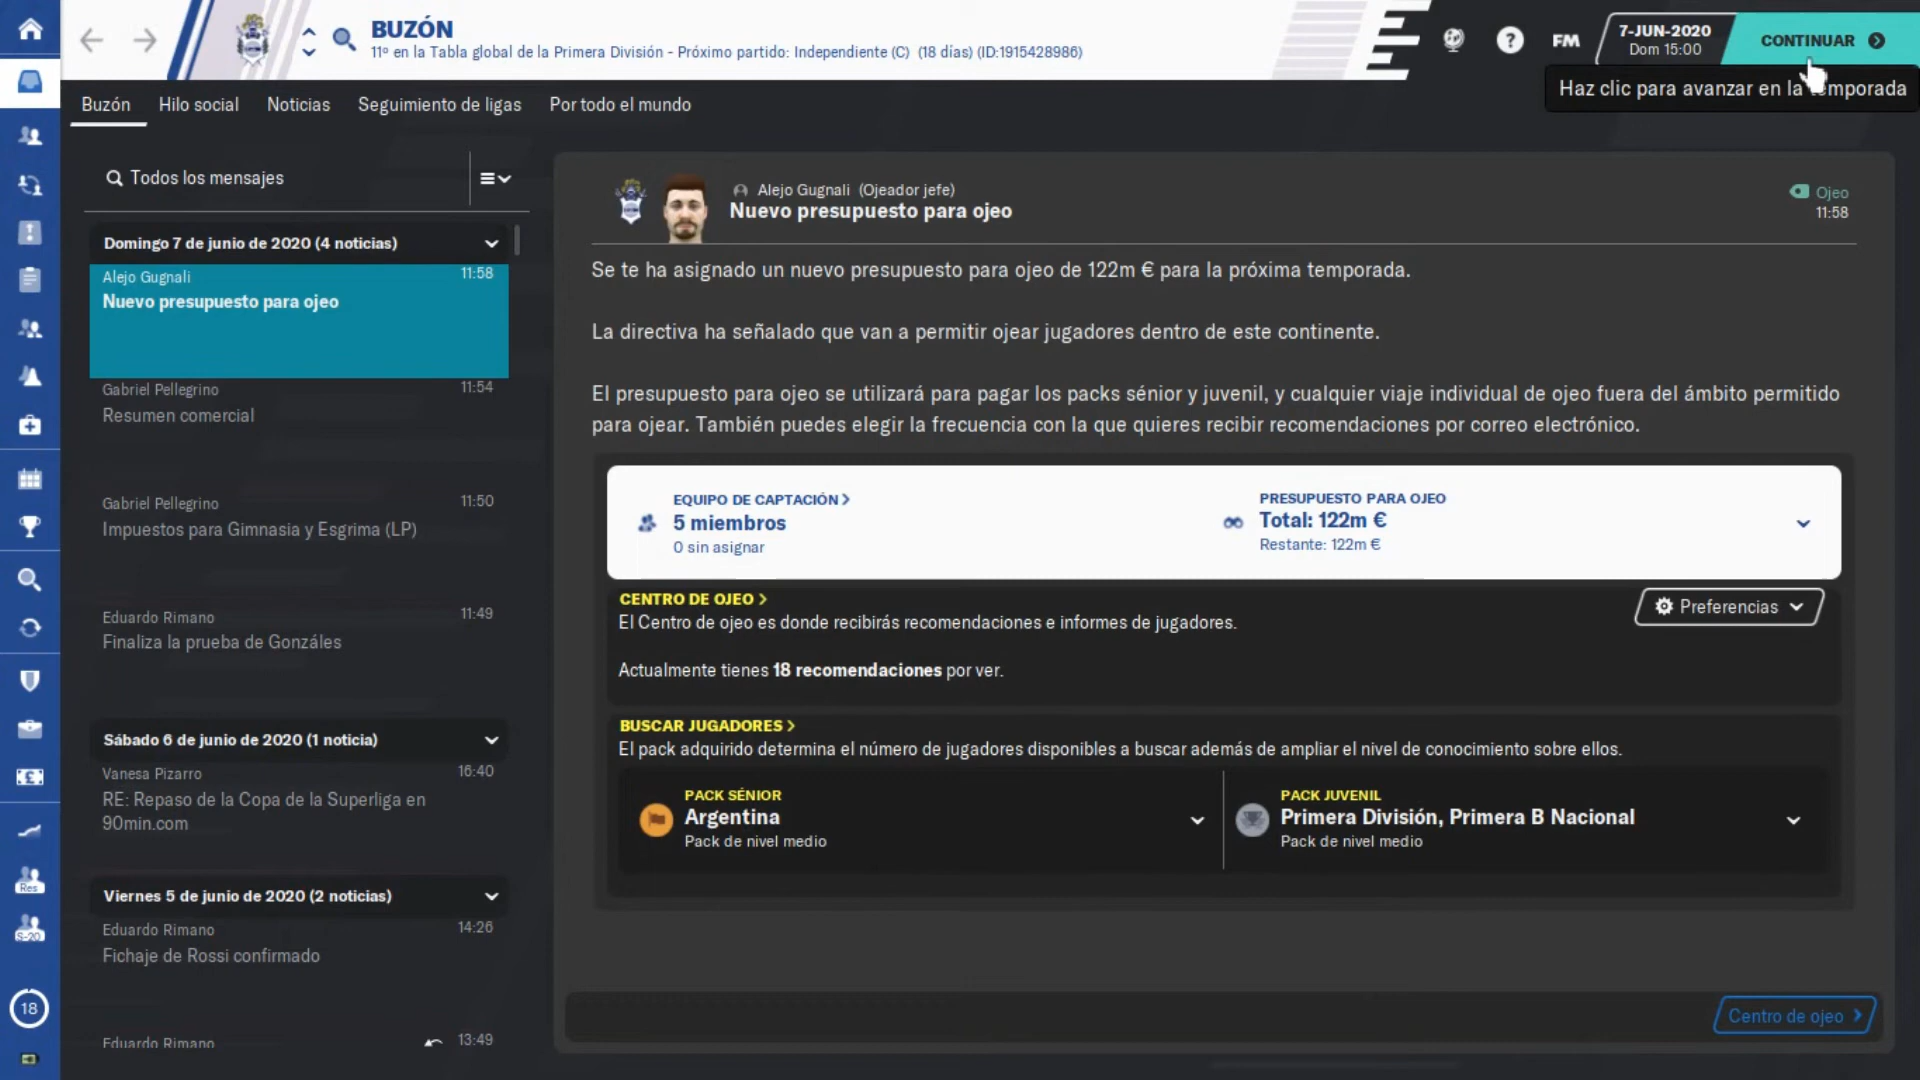 BUZÓN
11º en la Tabla global de la Primera División - Próximo partido: Independiente (C) (18 días) (ID:1915428986)
FM
7-JUN-2020
Dom 15:00
CONTINUAR
Haz clic para avanzar en la temporada
Buzón
Hilo social
Noticias
Seguimiento de ligas
Por todo el mundo
Todos los mensajes
Domingo 7 de junio de 2020 (4 noticias)
Alejo Gugnali
11:58
Nuevo presupuesto para ojeo
Gabriel Pellegrino
11:54
Resumen comercial
Gabriel Pellegrino
11:50
Impuestos para Gimnasia y Esgrima (LP)
Eduardo Rimano
11:49
Finaliza la prueba de Gonzáles
Sábado 6 de junio de 2020 (1 noticia)
Vanesa Pizarro
16:40
RE: Repaso de la Copa de la Superliga en
90min.com
Viernes 5 de junio de 2020 (2 noticias)
Eduardo Rimano
14:26
Fichaje de Rossi confirmado
Eduardo Rimano
13:49
Res
S-20
18
Alejo Gugnali (Ojeador jefe)
Nuevo presupuesto para ojeo
Ojeo
11:58
Se te ha asignado un nuevo presupuesto para ojeo de 122m € para la próxima temporada.
La directiva ha señalado que van a permitir ojear jugadores dentro de este continente.
El presupuesto para ojeo se utilizará para pagar los packs sénior y juvenil, y cualquier viaje individual de ojeo fuera del ámbito permitido
para ojear. También puedes elegir la frecuencia con la que quieres recibir recomendaciones por correo electrónico.
EQUIPO DE CAPTACIÓN
5 miembros
0 sin asignar
PRESUPUESTO PARA OJEO
Total: 122m €
Restante: 122m €
CENTRO DE OJEO
El Centro de ojeo es donde recibirás recomendaciones e informes de jugadores.
Preferencias
Actualmente tienes 18 recomendaciones por ver.
BUSCAR JUGADORES
El pack adquirido determina el número de jugadores disponibles a buscar además de ampliar el nivel de conocimiento sobre ellos.
PACK SÉNIOR
Argentina
Pack de nivel medio
PACK JUVENIL
Primera División, Primera B Nacional
Pack de nivel medio
Centro de ojeo